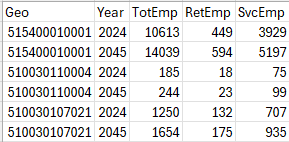 Geo Year TotEmp RetEmp SvcEmp
515400010001 2024 10613 449 3929
515400010001 2045 14039 594 5197
510030110004 2024 185 18 75
510030110004 2045 244 23 99
510030107021 2024 1250 132 707
510030107021 2045 1654 175 935